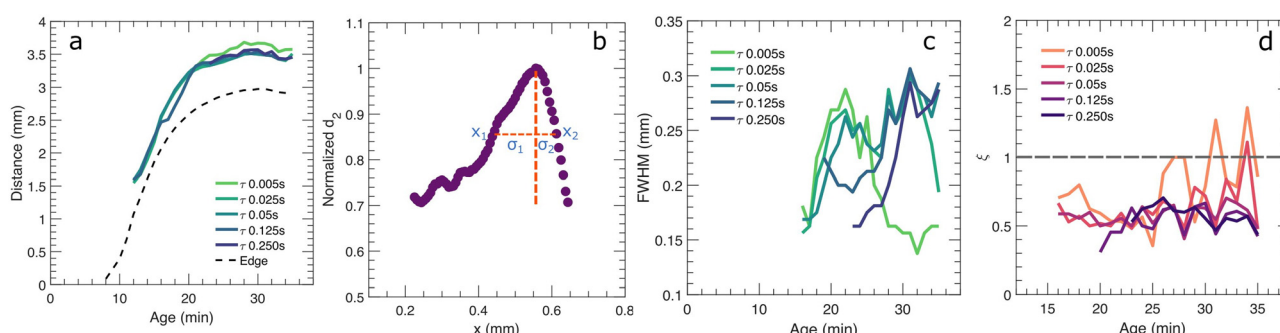 a
Distance (mm)
4
3.5
3
2.5
2
1.5
1
0.5
0
0
10
20
30
Age (min)
τ 0.005s
τ 0.025s
τ 0.05s
τ 0.125s
τ 0.250s
Edge
b
Normalized d2
1.1
1
0.9
0.8
0.7
0.6
0.5
0.2
0.4
0.6
0.8
x (mm)
x1
x2
σ1
σ2
c
FWHM (mm)
0.35
0.3
0.25
0.2
0.15
0.1
0
10
20
30
Age (min)
τ 0.005s
τ 0.025s
τ 0.05s
τ 0.125s
τ 0.250s
d
ξ
2
1.5
1
0.5
0
15
20
25
30
35
Age (min)
τ 0.005s
τ 0.025s
τ 0.05s
τ 0.125s
τ 0.250s